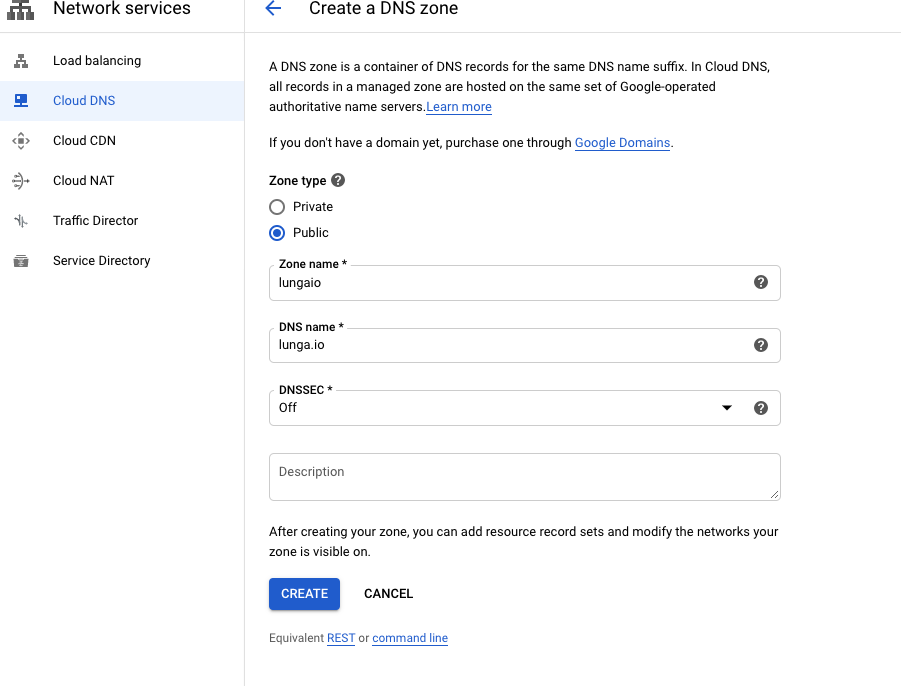 Network services
Create a DNS zone
Load balancing
Cloud DNS
Cloud CDN
Cloud NAT
Traffic Director
Service Directory
A DNS zone is a container of DNS records for the same DNS name suffix. In Cloud DNS,
all records in a managed zone are hosted on the same set of Google-operated
authoritative name servers.Learn more
If you don't have a domain yet, purchase one through Google Domains.
Zone type ?
Private
Public
Zone name *
lungaio ?
DNS name *
lunga.io ?
DNSSEC *
Off ?
Description
After creating your zone, you can add resource record sets and modify the networks your
zone is visible on.
CREATE CANCEL
Equivalent REST or command line